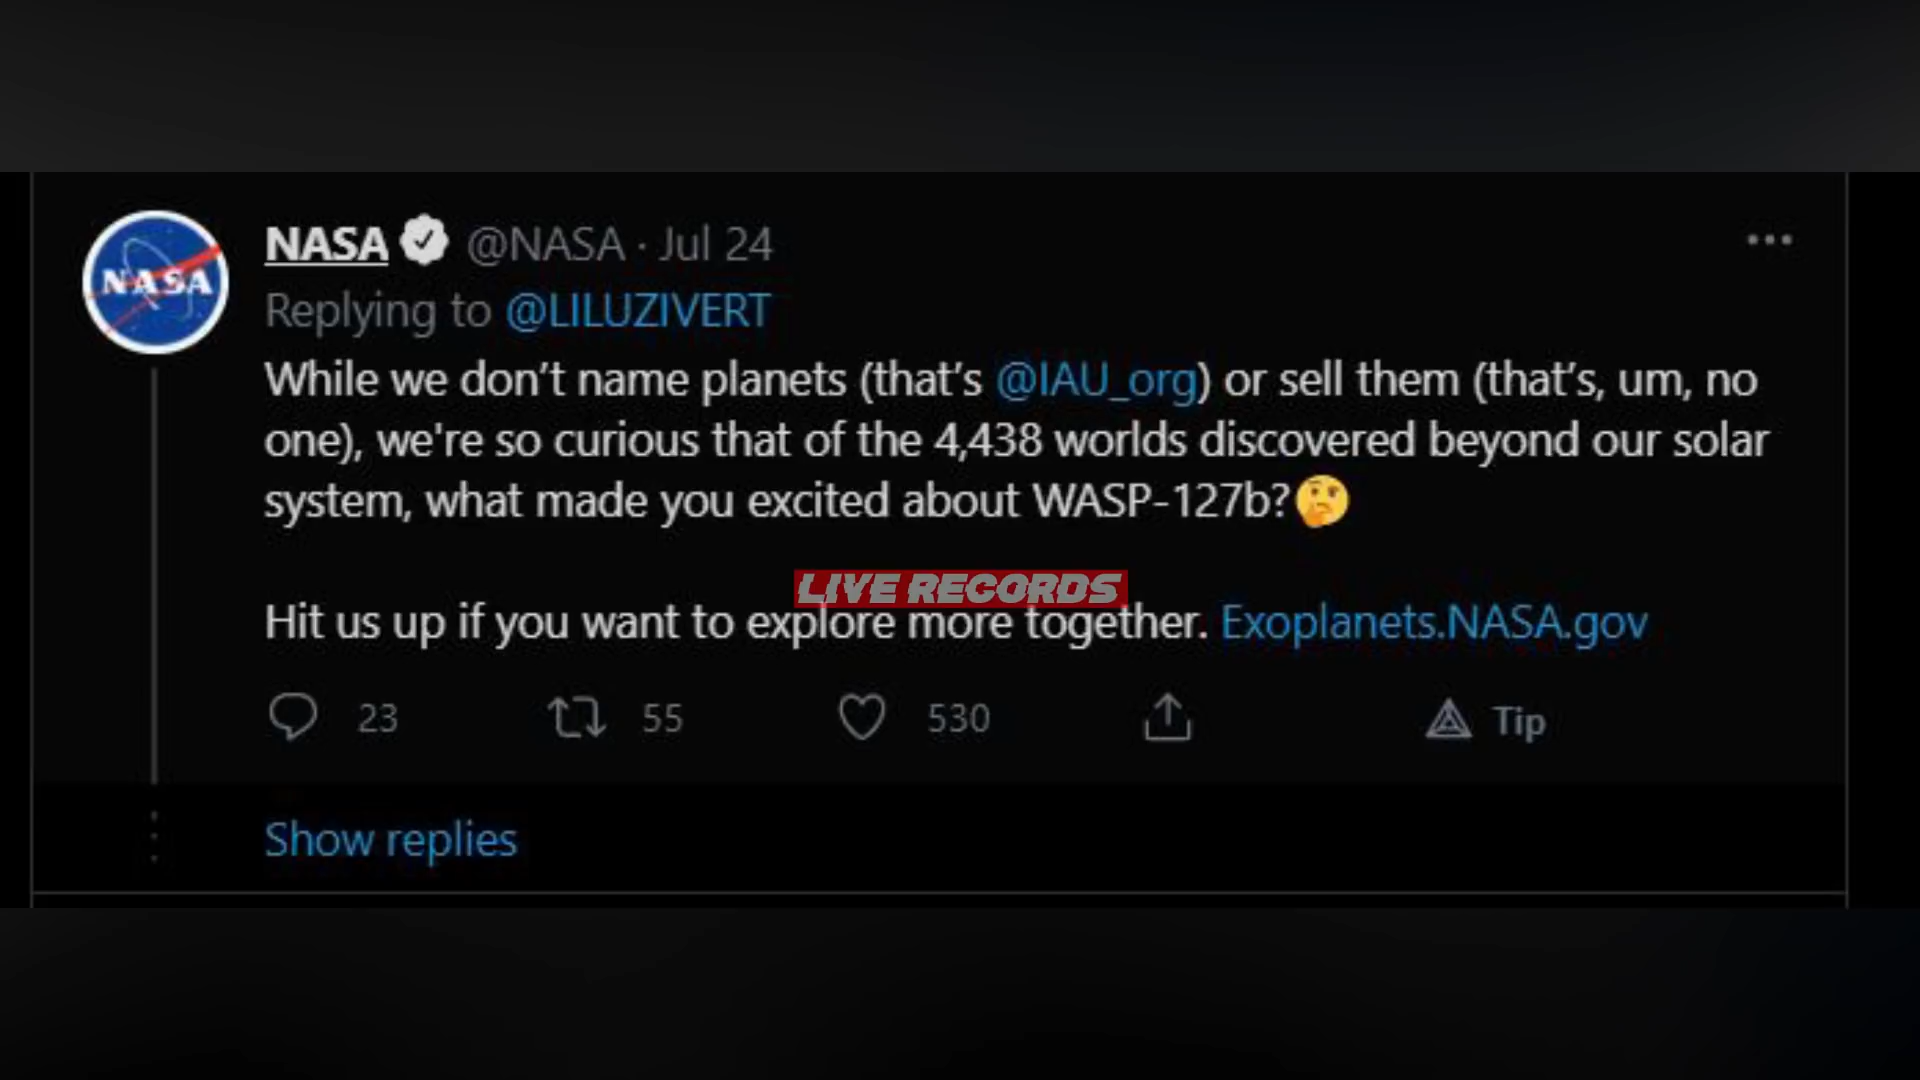 NASA
NASA @NASA · Jul 24
Replying to @LILUZIVERT
While we don’t name planets (that’s @IAU_org) or sell them (that’s, um, no
one), we're so curious that of the 4,438 worlds discovered beyond our solar
system, what made you excited about WASP-127b?🤔
LIVE RECORDS
Hit us up if you want to explore more together. Exoplanets.NASA.gov
23 55 530 Tip
Show replies